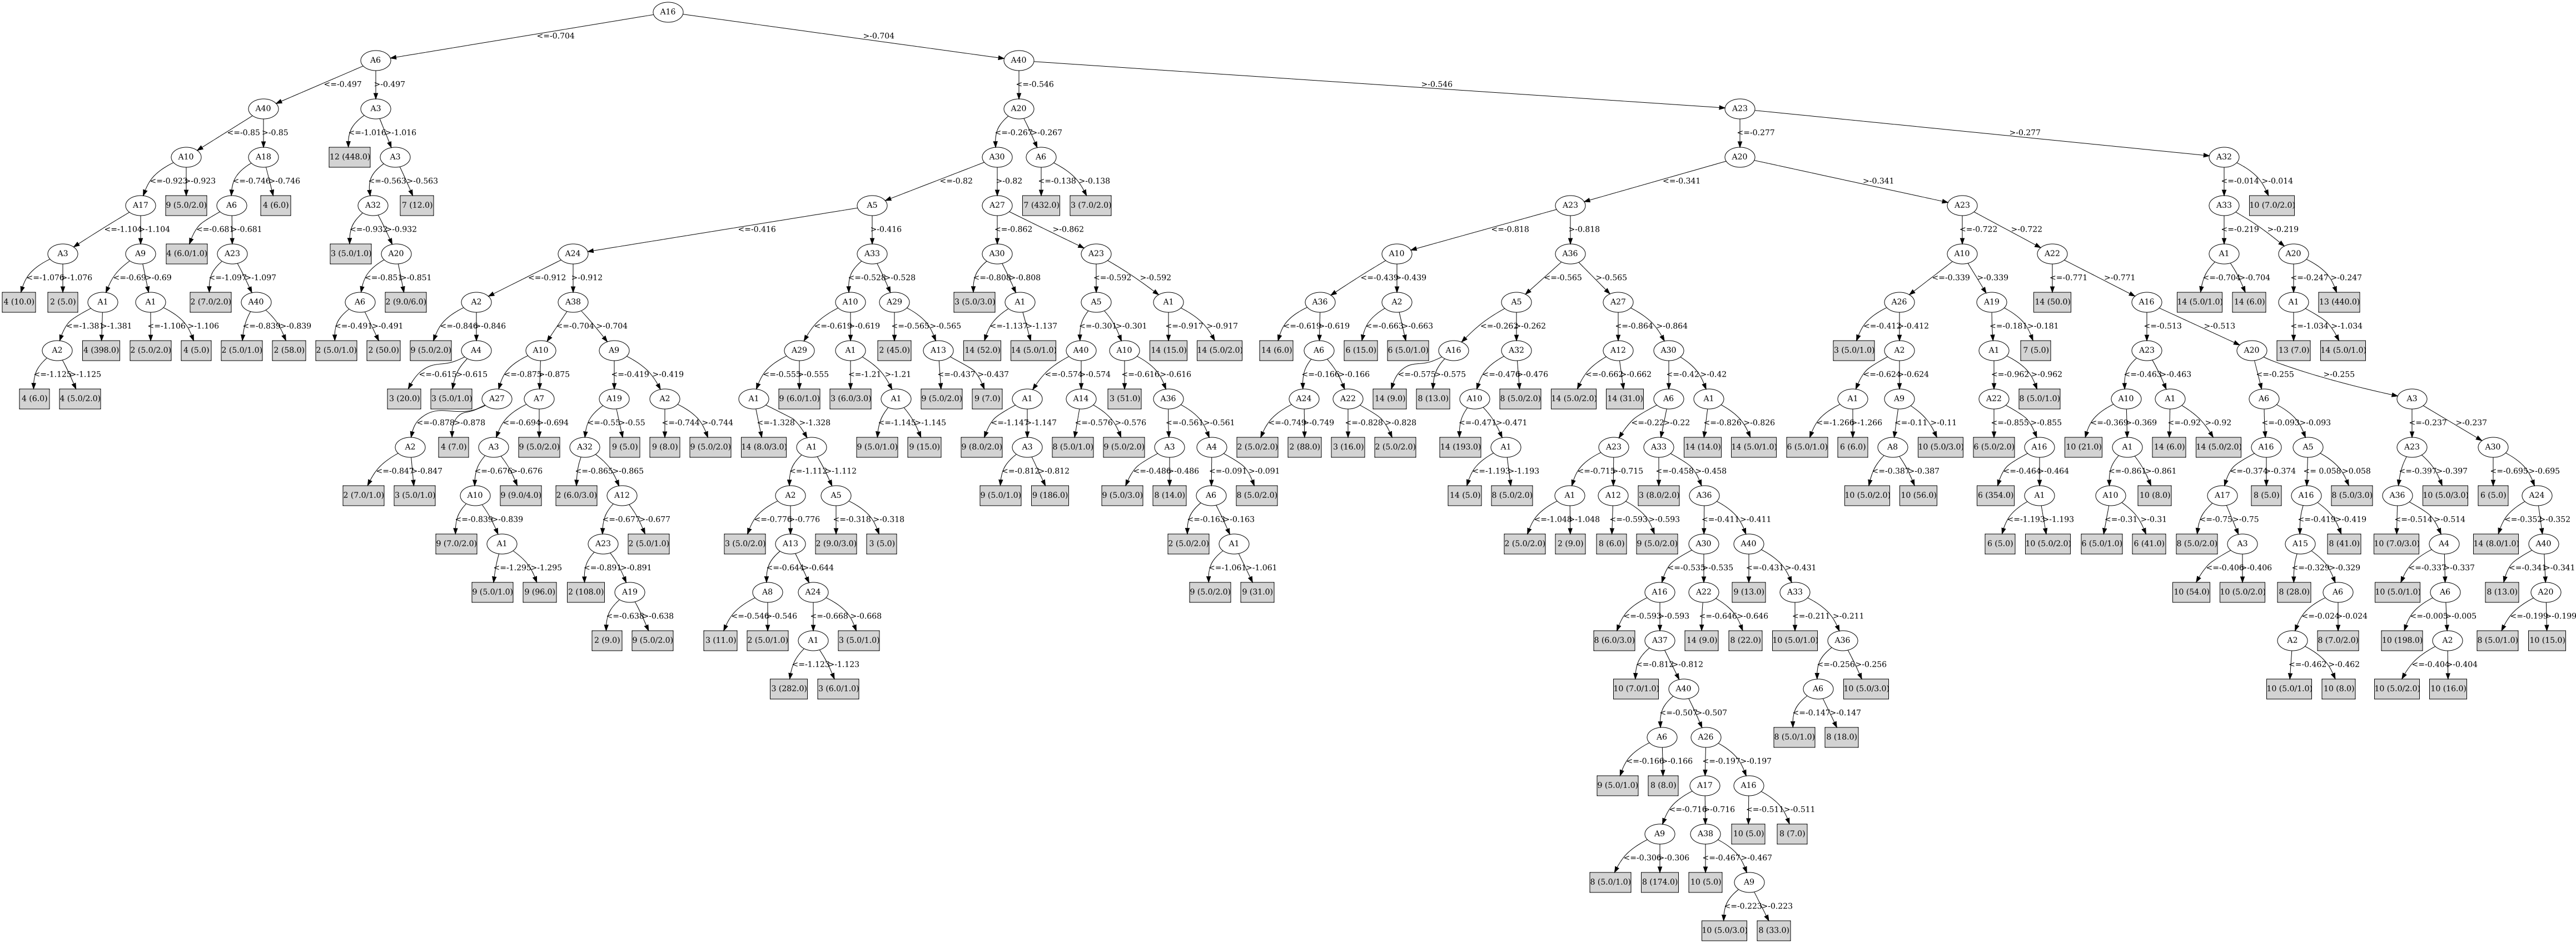 A16
<=-0.704 >-0.704
A6 A40
<=-0.497 >-0.497 <=-0.546 >-0.546
A40 A3 A20 A23
<=-0.85 >-0.85 <=-1.016 >-1.016 <=-0.267 >-0.267 <=-0.277 >-0.277
A10 A18 12 (448.0) A3 A30 A6 A20 A32
<=-0.923 >-0.923 <=-0.746 >-0.746 <=-0.563 >-0.563 <=-0.82 >-0.82 <=-0.138 >-0.138 <=-0.341 >-0.341 <=-0.014 >-0.014
A17 9 (5.0/2.0) A6 4 (6.0) A32 7 (12.0) A5 A27 7 (432.0) 3 (7.0/2.0) A23 A23 A33 10 (7.0/2.0)
<=-1.104 >-1.104 <=-0.681 >-0.681 <=-0.932 >-0.932 <=-0.416 >-0.416 <=-0.862 >-0.862 <=-0.818 >-0.818 <=-0.722 >-0.722 <=-0.219 >-0.219
A3 A9 4 (6.0/1.0) A23 3 (5.0/1.0) A20 A24 A33 A30 A23 A10 A36 A10 A22 A1 A20
<=-1.076 >-1.076 <=-0.69 >-0.69 <=-1.097 >-1.097 <=-0.851 >-0.851 <=-0.912 >-0.912 <=-0.528 >-0.528 <=-0.808 >-0.808 <=-0.592 >-0.592 <=-0.439 >-0.439 <=-0.565 >-0.565 <=-0.339 >-0.339 <=-0.771 >-0.771 <=-0.704 >-0.704 <=-0.247 >-0.247
4 (10.0) 2 (5.0) A1 A1 2 (7.0/2.0) A40 A6 2 (9.0/6.0) A2 A38 A10 A29 3 (5.0/3.0) A1 A5 A1 A36 A2 A5 A27 A26 A19 14 (50.0) A16 14 (5.0/1.0) 14 (6.0) A1 13 (440.0)
<=-1.381 >-1.381 <=-1.106 >-1.106 <=-0.839 >-0.839 <=-0.491 >-0.491 <=-0.846 >-0.846 <=-0.704 >-0.704 <=-0.619 >-0.619 <=-0.565 >-0.565 <=-1.137 >-1.137 <=-0.301 >-0.301 <=-0.917 >-0.917 <=-0.619 >-0.619 <=-0.663 >-0.663 <=-0.262 >-0.262 <=-0.864 >-0.864 <=-0.412 >-0.412 <=-0.181 >-0.181 <=-0.513 >-0.513 <=-1.034 >-1.034
A2 4 (398.0) 2 (5.0/2.0) 4 (5.0) 2 (5.0/1.0) 2 (58.0) 2 (5.0/1.0) 2 (50.0) 9 (5.0/2.0) A4 A10 A9 A29 A1 2 (45.0) A13 14 (52.0) 14 (5.0/1.0) A40 A10 14 (15.0) 14 (5.0/2.0) 14 (6.0) A6 6 (15.0) 6 (5.0/1.0) A16 A32 A12 A30 3 (5.0/1.0) A2 A1 7 (5.0) A23 A20 13 (7.0) 14 (5.0/1.0)
<=-1.125 >-1.125 <=-0.615 >-0.615 <=-0.875 >-0.875 <=-0.419 >-0.419 <=-0.555 >-0.555 <=-1.21 >-1.21 <=-0.437 >-0.437 <=-0.574 >-0.574 <=-0.616 >-0.616 <=-0.166 >-0.166 <=-0.575 >-0.575 <=-0.476 >-0.476 <=-0.662 >-0.662 <=-0.42 >-0.42 <=-0.624 >-0.624 <=-0.962 >-0.962 <=-0.463 >-0.463 <=-0.255 >-0.255
4 (6.0) 4 (5.0/2.0) 3 (20.0) 3 (5.0/1.0) A27 A7 A19 A2 A1 9 (6.0/1.0) 3 (6.0/3.0) A1 9 (5.0/2.0) 9 (7.0) A1 A14 3 (51.0) A36 A24 A22 14 (9.0) 8 (13.0) A10 8 (5.0/2.0) 14 (5.0/2.0) 14 (31.0) A6 A1 A1 A9 A22 8 (5.0/1.0) A10 A1 A6 A3
<=-0.878 >-0.878 <=-0.694 >-0.694 <=-0.55 >-0.55 <=-0.744 >-0.744 <=-1.328 >-1.328 <=-1.145 >-1.145 <=-1.147 >-1.147 <=-0.576 >-0.576 <=-0.561 >-0.561 <=-0.749 >-0.749 <=-0.828 >-0.828 <=-0.471 >-0.471 <=-0.22 >-0.22 <=-0.826 >-0.826 <=-1.266 >-1.266 <=-0.11 >-0.11 <=-0.855 >-0.855 <=-0.369 >-0.369 <=-0.92 >-0.92 <=-0.093 >-0.093 <=-0.237 >-0.237
A2 4 (7.0) A3 9 (5.0/2.0) A32 9 (5.0) 9 (8.0) 9 (5.0/2.0) 14 (8.0/3.0) A1 9 (5.0/1.0) 9 (15.0) 9 (8.0/2.0) A3 8 (5.0/1.0) 9 (5.0/2.0) A3 A4 2 (5.0/2.0) 2 (88.0) 3 (16.0) 2 (5.0/2.0) 14 (193.0) A1 A23 A33 14 (14.0) 14 (5.0/1.0) 6 (5.0/1.0) 6 (6.0) A8 10 (5.0/3.0) 6 (5.0/2.0) A16 10 (21.0) A1 14 (6.0) 14 (5.0/2.0) A16 A5 A23 A30
<=-0.847 >-0.847 <=-0.676 >-0.676 <=-0.865 >-0.865 <=-1.112 >-1.112 <=-0.812 >-0.812 <=-0.486 >-0.486 <=-0.091 >-0.091 <=-1.193 >-1.193 <=-0.715 >-0.715 <=-0.458 >-0.458 <=-0.387 >-0.387 <=-0.464 >-0.464 <=-0.861 >-0.861 <=-0.374 >-0.374 <= 0.058 >-0.058 <=-0.397 >-0.397 <=-0.695 >-0.695
2 (7.0/1.0) 3 (5.0/1.0) A10 9 (9.0/4.0) 2 (6.0/3.0) A12 A2 A5 9 (5.0/1.0) 9 (186.0) 9 (5.0/3.0) 8 (14.0) A6 8 (5.0/2.0) 14 (5.0) 8 (5.0/2.0) A1 A12 3 (8.0/2.0) A36 10 (5.0/2.0) 10 (56.0) 6 (354.0) A1 A10 10 (8.0) A17 8 (5.0) A16 8 (5.0/3.0) A36 10 (5.0/3.0) 6 (5.0) A24
<=-0.839 >-0.839 <=-0.677 >-0.677 <=-0.776 >-0.776 <=-0.318 >-0.318 <=-0.163 >-0.163 <=-1.048 >-1.048 <=-0.593 >-0.593 <=-0.411 >-0.411 <=-1.193 >-1.193 <=-0.31 >-0.31 <=-0.75 >-0.75 <=-0.419 >-0.419 <=-0.514 >-0.514 <=-0.352 >-0.352
9 (7.0/2.0) A1 A23 2 (5.0/1.0) 3 (5.0/2.0) A13 2 (9.0/3.0) 3 (5.0) 2 (5.0/2.0) A1 2 (5.0/2.0) 2 (9.0) 8 (6.0) 9 (5.0/2.0) A30 A40 6 (5.0) 10 (5.0/2.0) 6 (5.0/1.0) 6 (41.0) 8 (5.0/2.0) A3 A15 8 (41.0) 10 (7.0/3.0) A4 14 (8.0/1.0) A40
<=-1.295 >-1.295 <=-0.891 >-0.891 <=-0.644 >-0.644 <=-1.061 >-1.061 <=-0.535 >-0.535 <=-0.431 >-0.431 <=-0.406 >-0.406 <=-0.329 >-0.329 <=-0.337 >-0.337 <=-0.341 >-0.341
9 (5.0/1.0) 9 (96.0) 2 (108.0) A19 A8 A24 9 (5.0/2.0) 9 (31.0) A16 A22 9 (13.0) A33 10 (54.0) 10 (5.0/2.0) 8 (28.0) A6 10 (5.0/1.0) A6 8 (13.0) A20
<=-0.638 >-0.638 <=-0.546 >-0.546 <=-0.668 >-0.668 <=-0.593 >-0.593 <=-0.646 >-0.646 <=-0.211 >-0.211 <=-0.024 >-0.024 <=-0.005 >-0.005 <=-0.199 >-0.199
2 (9.0) 9 (5.0/2.0) 3 (11.0) 2 (5.0/1.0) A1 3 (5.0/1.0) 8 (6.0/3.0) A37 14 (9.0) 8 (22.0) 10 (5.0/1.0) A36 A2 8 (7.0/2.0) 10 (198.0) A2 8 (5.0/1.0) 10 (15.0)
<=-1.123 >-1.123 <=-0.812 >-0.812 <=-0.256 >-0.256 <=-0.462 >-0.462 <=-0.404 >-0.404
3 (282.0) 3 (6.0/1.0) 10 (7.0/1.0) A40 A6 10 (5.0/3.0) 10 (5.0/1.0) 10 (8.0) 10 (5.0/2.0) 10 (16.0)
<=-0.507 >-0.507 <=-0.147 >-0.147
A6 A26 8 (5.0/1.0) 8 (18.0)
<=-0.166 >-0.166 <=-0.197 >-0.197
9 (5.0/1.0) 8 (8.0) A17 A16
<=-0.716 >-0.716 <=-0.511 >-0.511
A9 A38 10 (5.0) 8 (7.0)
<=-0.306 >-0.306 <=-0.467 >-0.467
8 (5.0/1.0) 8 (174.0) 10 (5.0) A9
<=-0.223 >-0.223
10 (5.0/3.0) 8 (33.0)